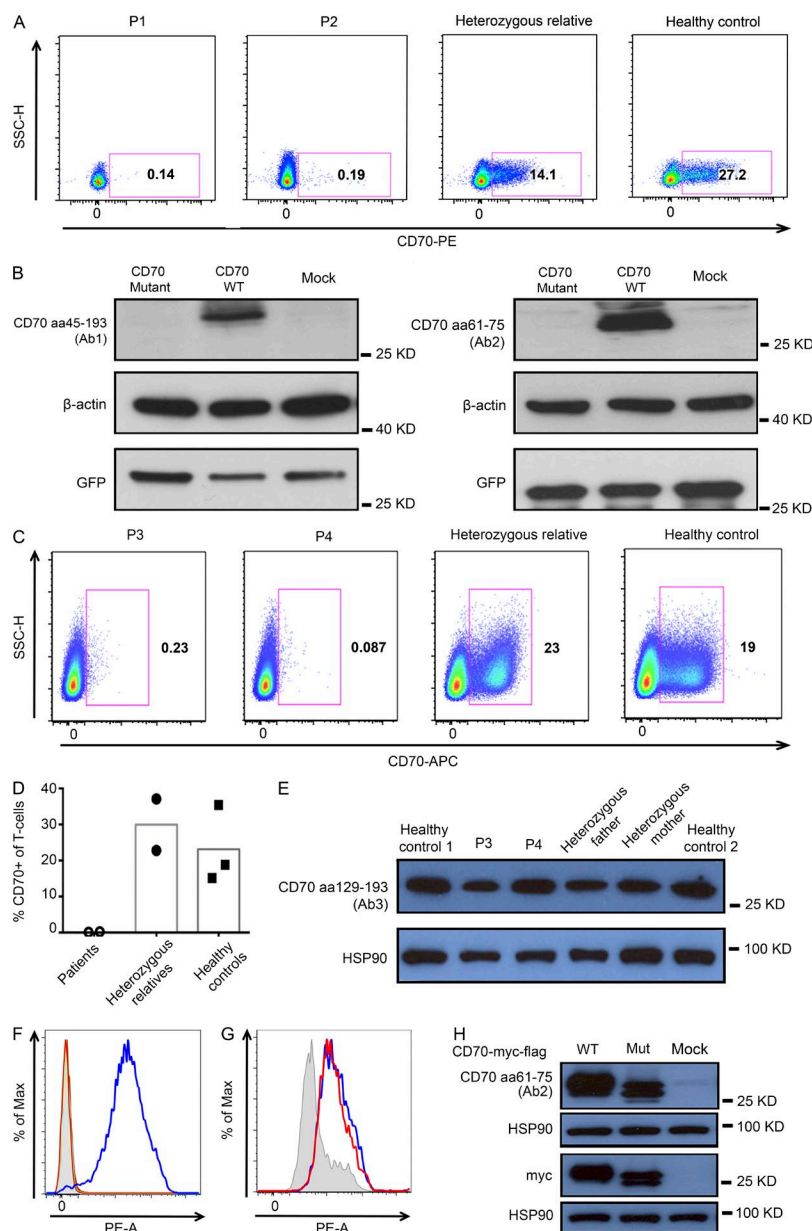 A
P1
P2
Heterozygous relative
Healthy control
SSC-H
0.14
0.19
14.1
27.2
0
0
0
0
CD70-PE
B
CD70
Mutant
CD70
WT
Mock
CD70 aa45-193
(Ab1)
25 KD
β-actin
40 KD
GFP
25 KD
CD70
Mutant
CD70
WT
Mock
CD70 aa61-75
(Ab2)
25 KD
β-actin
40 KD
GFP
25 KD
C
P3
P4
Heterozygous relative
Healthy control
SSC-H
0.23
0.087
23
19
0
0
0
0
CD70-APC
D
% CD70+ of T-cells
40
30
20
10
0
Patients
Heterozygous
relatives
Healthy
controls
E
Healthy
control 1
P3
P4
Heterozygous
father
Heterozygous
mother
Healthy
control 2
CD70 aa129-193
(Ab3)
25 KD
HSP90
100 KD
F
% of Max
0
PE-A
G
% of Max
0
PE-A
H
CD70-myc-flag
WT
Mut
Mock
CD70 aa61-75
(Ab2)
25 KD
HSP90
100 KD
myc
25 KD
HSP90
100 KD